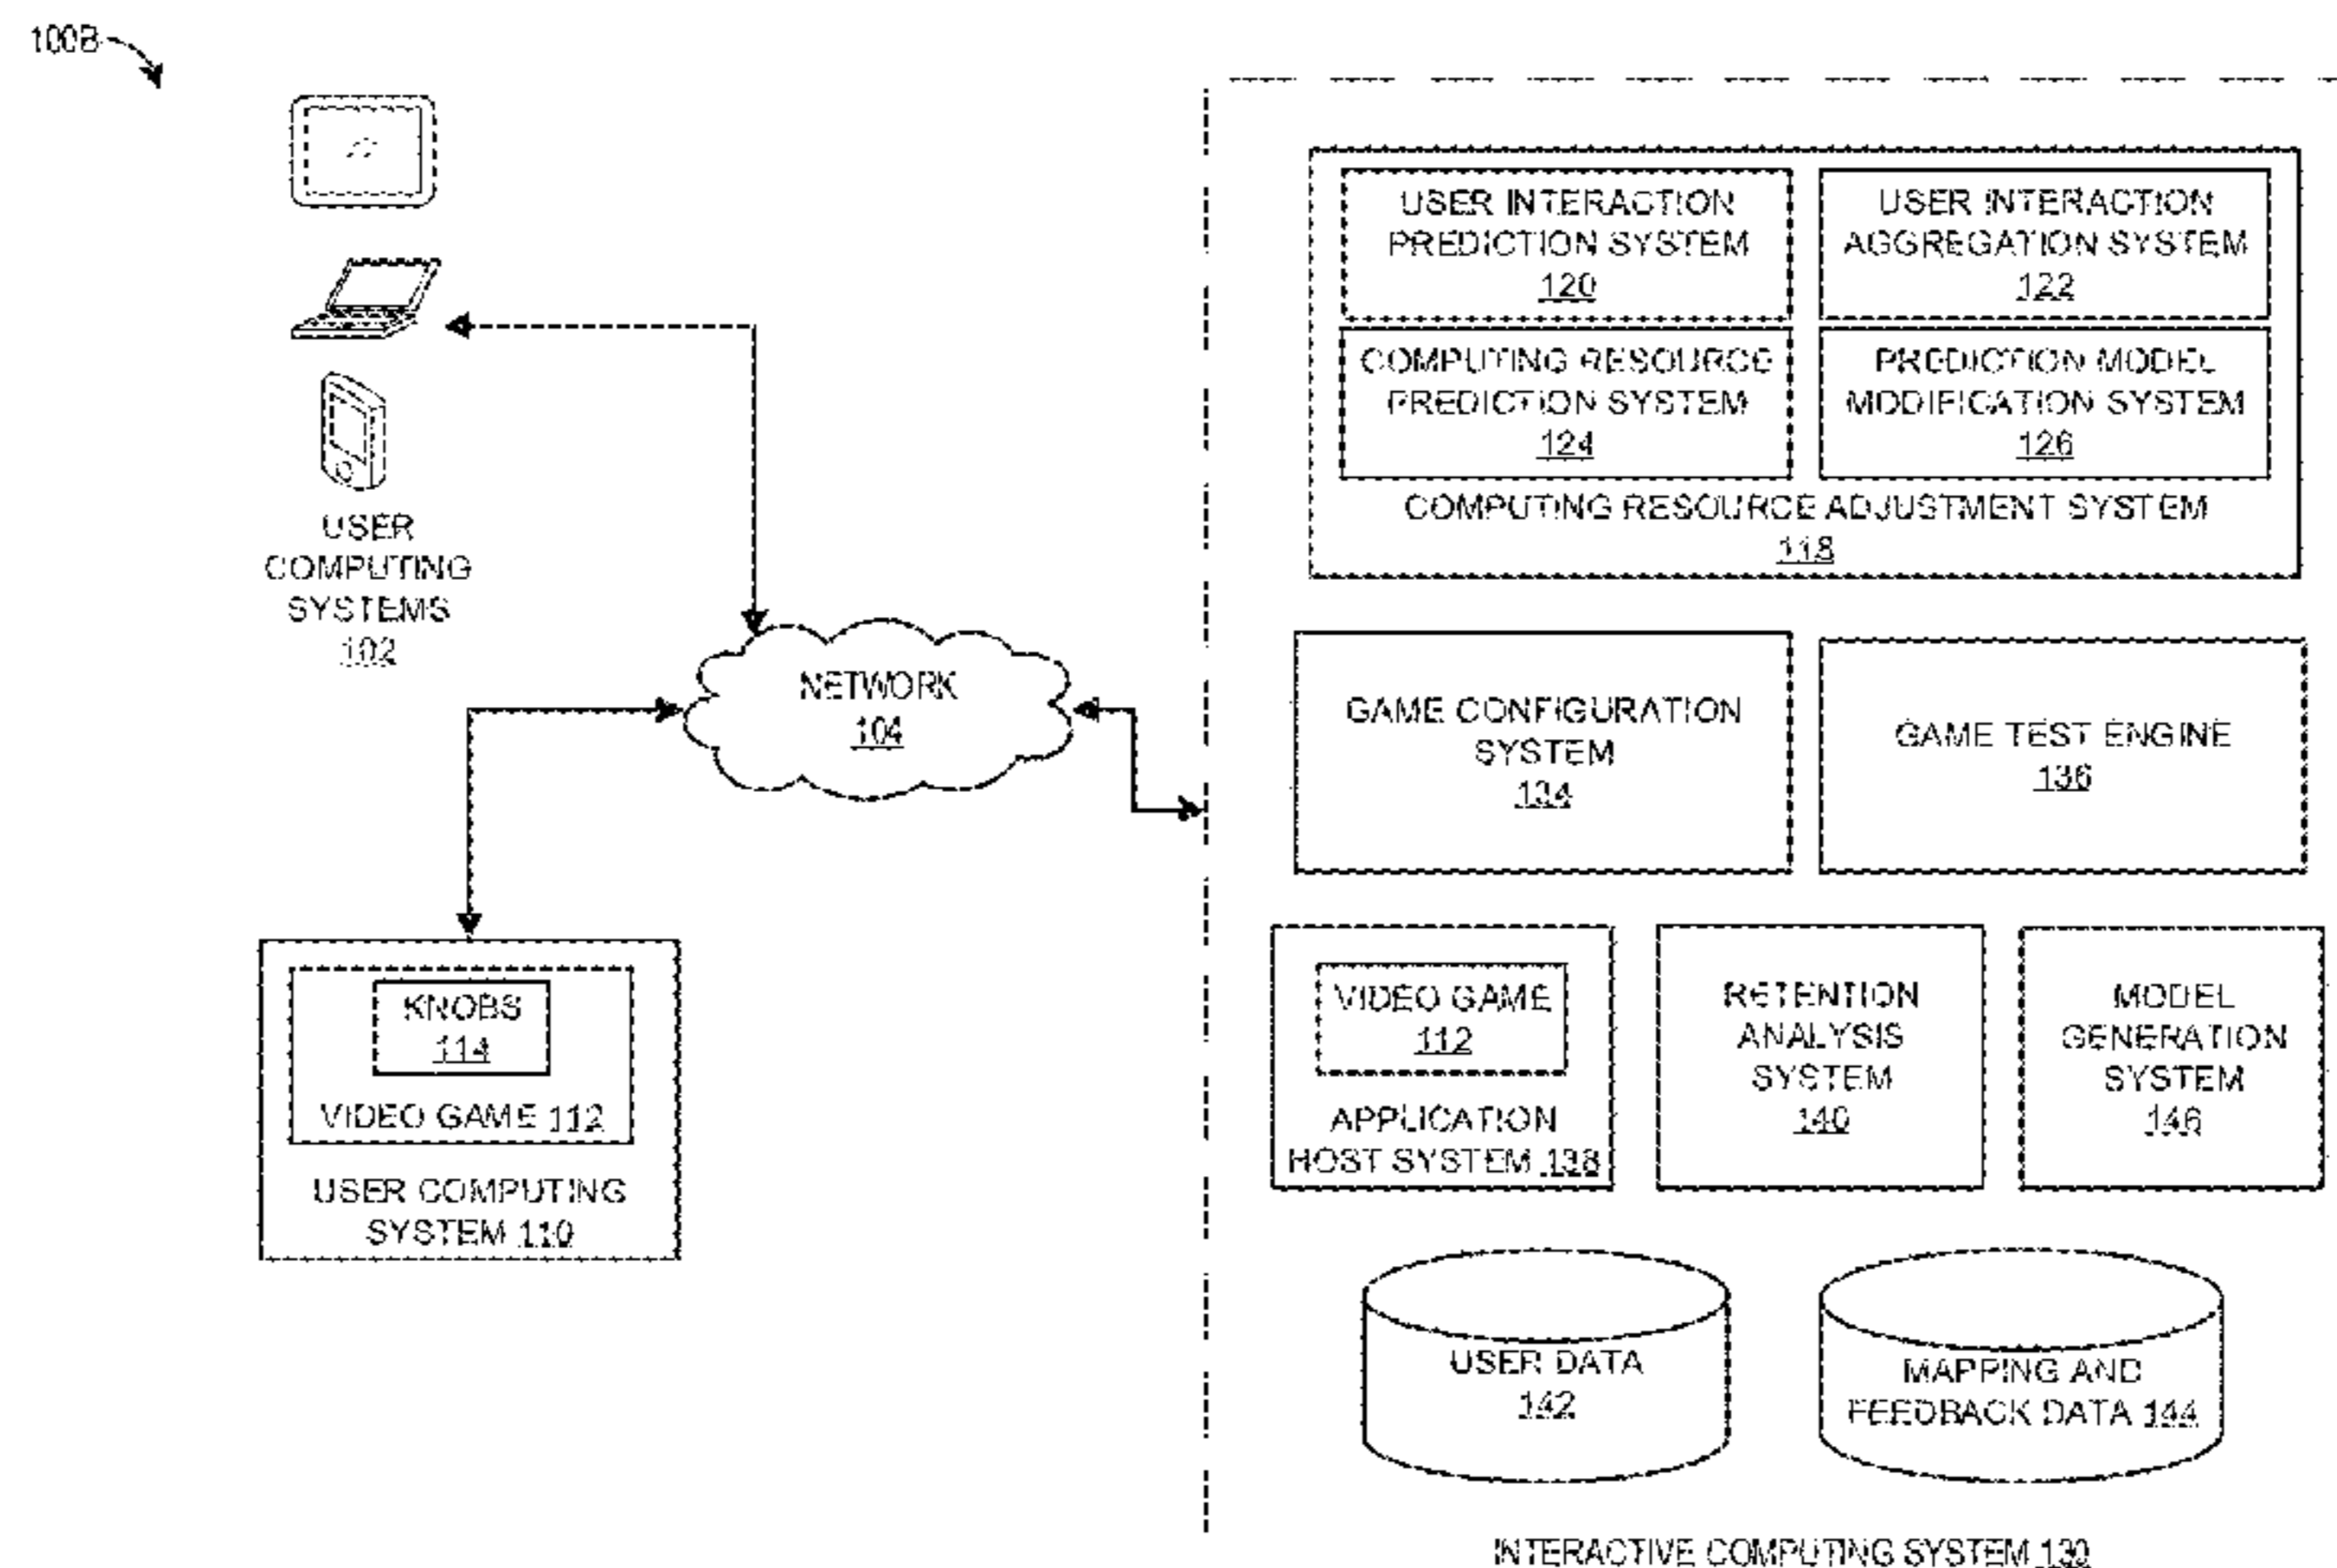 100B
USER
COMPUTING
SYSTEMS
102
NETWORK
104
KNOBS
114
VIDEO GAME 112
USER COMPUTING
SYSTEM 110
USER INTERACTION
PREDICTION SYSTEM
120
USER INTERACTION
AGGREGATION SYSTEM
122
COMPUTING RESOURCE
PREDICTION SYSTEM
124
PREDICTION MODEL
MODIFICATION SYSTEM
126
COMPUTING RESOURCE ADJUSTMENT SYSTEM
118
GAME CONFIGURATION
SYSTEM
134
GAME TEST ENGINE
136
VIDEO GAME
112
APPLICATION
HOST SYSTEM 138
RETENTION
ANALYSIS
SYSTEM
140
MODEL
GENERATION
SYSTEM
146
USER DATA
142
MAPPING AND
FEEDBACK DATA 144
INTERACTIVE COMPUTING SYSTEM 130